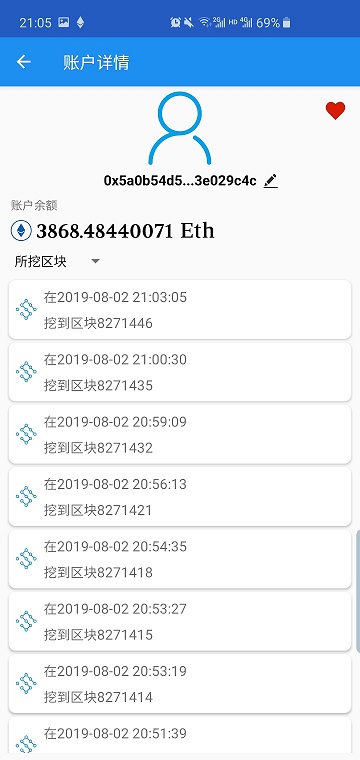 21:05
2G
HD 4G
69%
账户详情
0x5a0b54d5...3e029c4c
账户余额
3868.48440071 Eth
所挖区块
在2019-08-02 21:03:05
挖到区块8271446
在2019-08-02 21:00:30
挖到区块8271435
在2019-08-02 20:59:09
挖到区块8271432
在2019-08-02 20:56:13
挖到区块8271421
在2019-08-02 20:54:35
挖到区块8271418
在2019-08-02 20:53:27
挖到区块8271415
在2019-08-02 20:53:19
挖到区块8271414
在2019-08-02 20:51:39